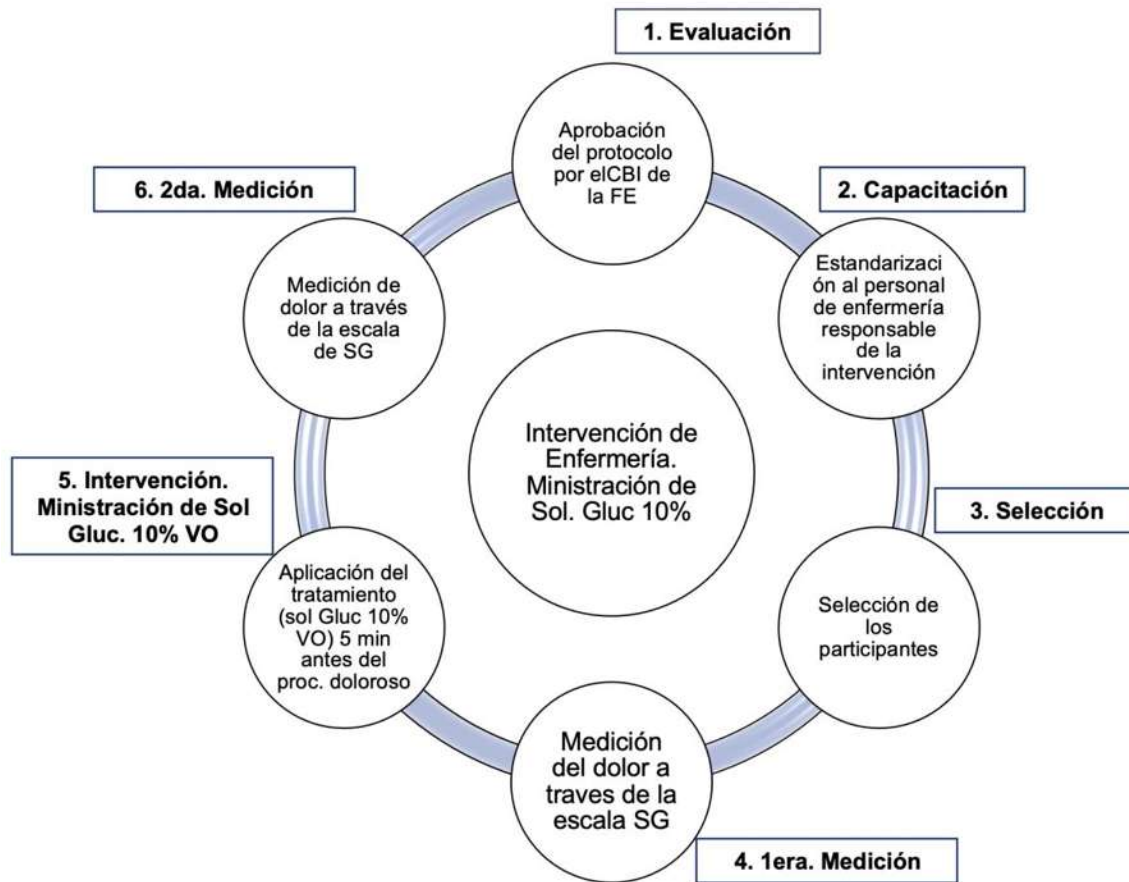 1. Evaluación
Aprobación
del protocolo
por elCBI de
la FE
2. Capacitación
Estandarizaci
ón al personal
de enfermería
responsable
de la
intervención
3. Selección
Selección de
los
participantes
4. 1era. Medición
Medición
del dolor a
traves de la
escala SG
5. Intervención.
Ministración de Sol
Gluc. 10% VO
Aplicación del
tratamiento
(sol Gluc 10%
VO) 5 min
antes del
proc. doloroso
6. 2da. Medición
Medición de
dolor a través
de la escala
de SG
Intervención de
Enfermería.
Ministración de
Sol. Gluc 10%